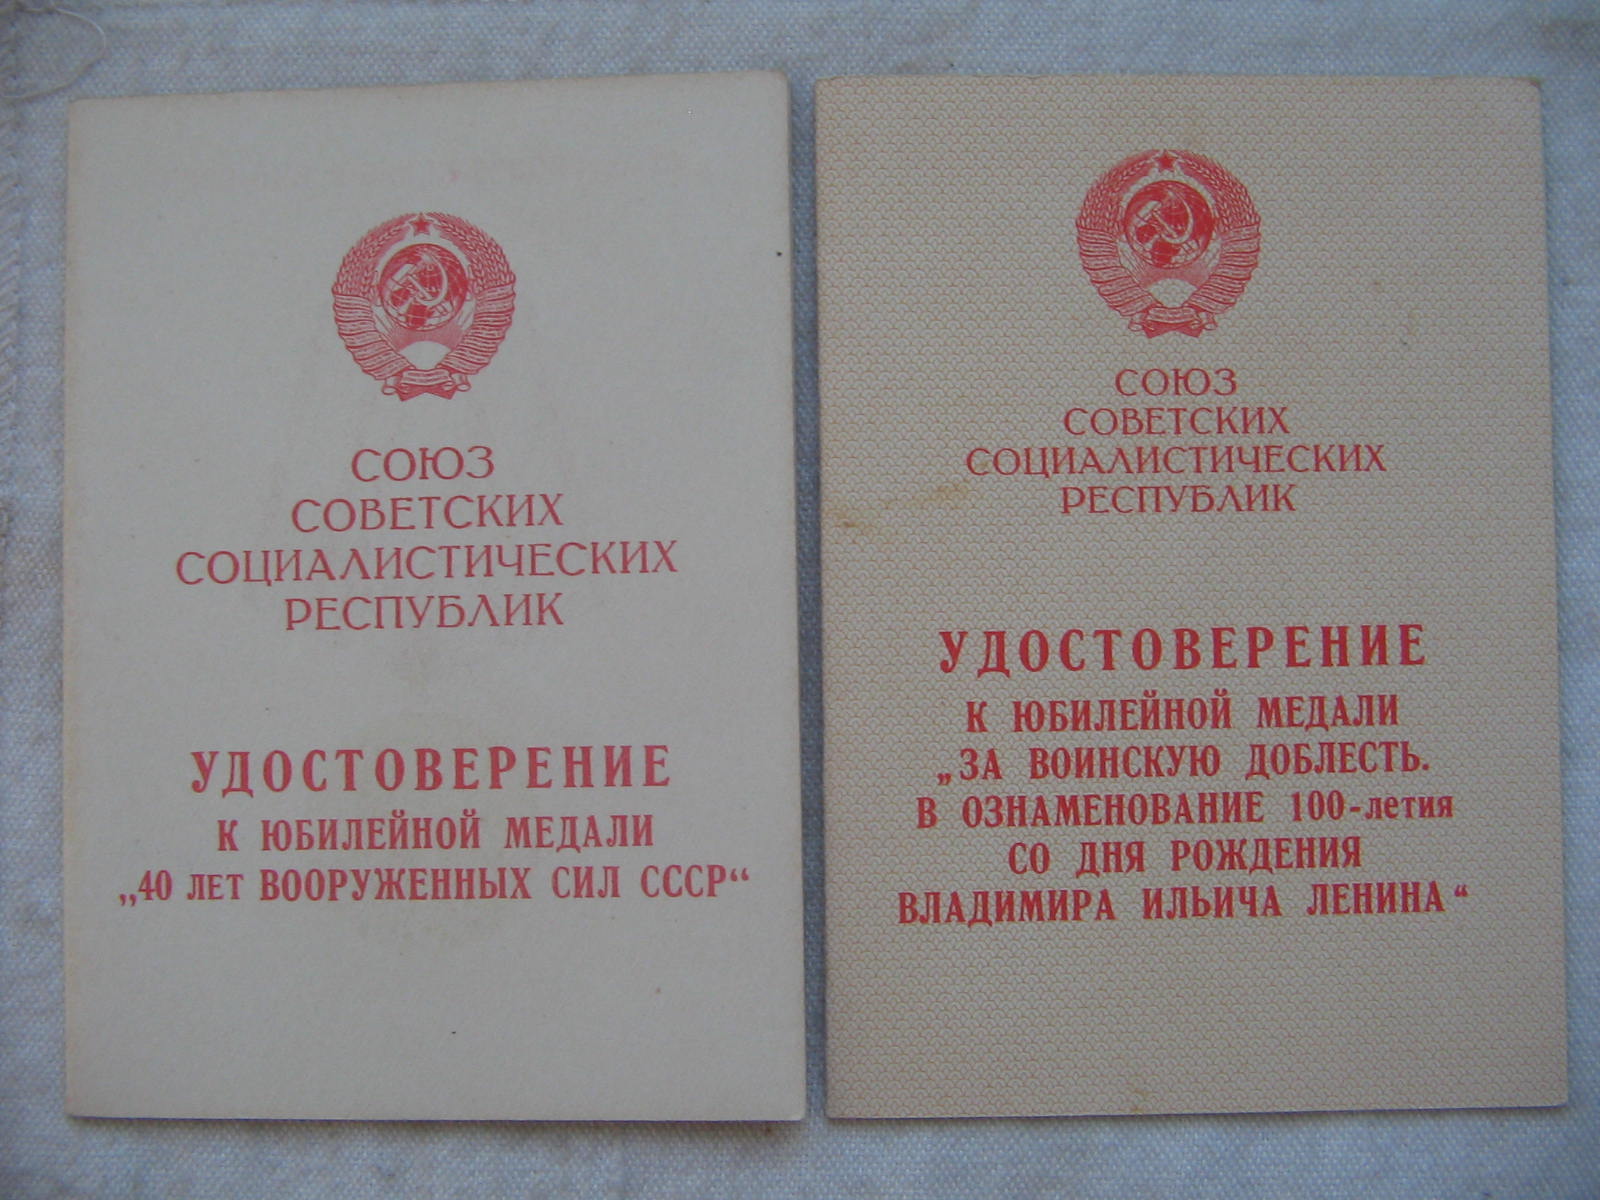 СОЮЗ
СОВЕТСКИХ
СОЦИАЛИСТИЧЕСКИХ
РЕСПУБЛИК
УДОСТОВЕРЕНИЕ
К ЮБИЛЕЙНОЙ МЕДАЛИ
„40 ЛЕТ ВООРУЖЕННЫХ СИЛ СССР“
СОЮЗ
СОВЕТСКИХ
СОЦИАЛИСТИЧЕСКИХ
РЕСПУБЛИК
УДОСТОВЕРЕНИЕ
К ЮБИЛЕЙНОЙ МЕДАЛИ
„ЗА ВОИНСКУЮ ДОБЛЕСТЬ.
В ОЗНАМЕНОВАНИЕ 100-летия
СО ДНЯ РОЖДЕНИЯ
ВЛАДИМИРА ИЛЬИЧА ЛЕНИНА“